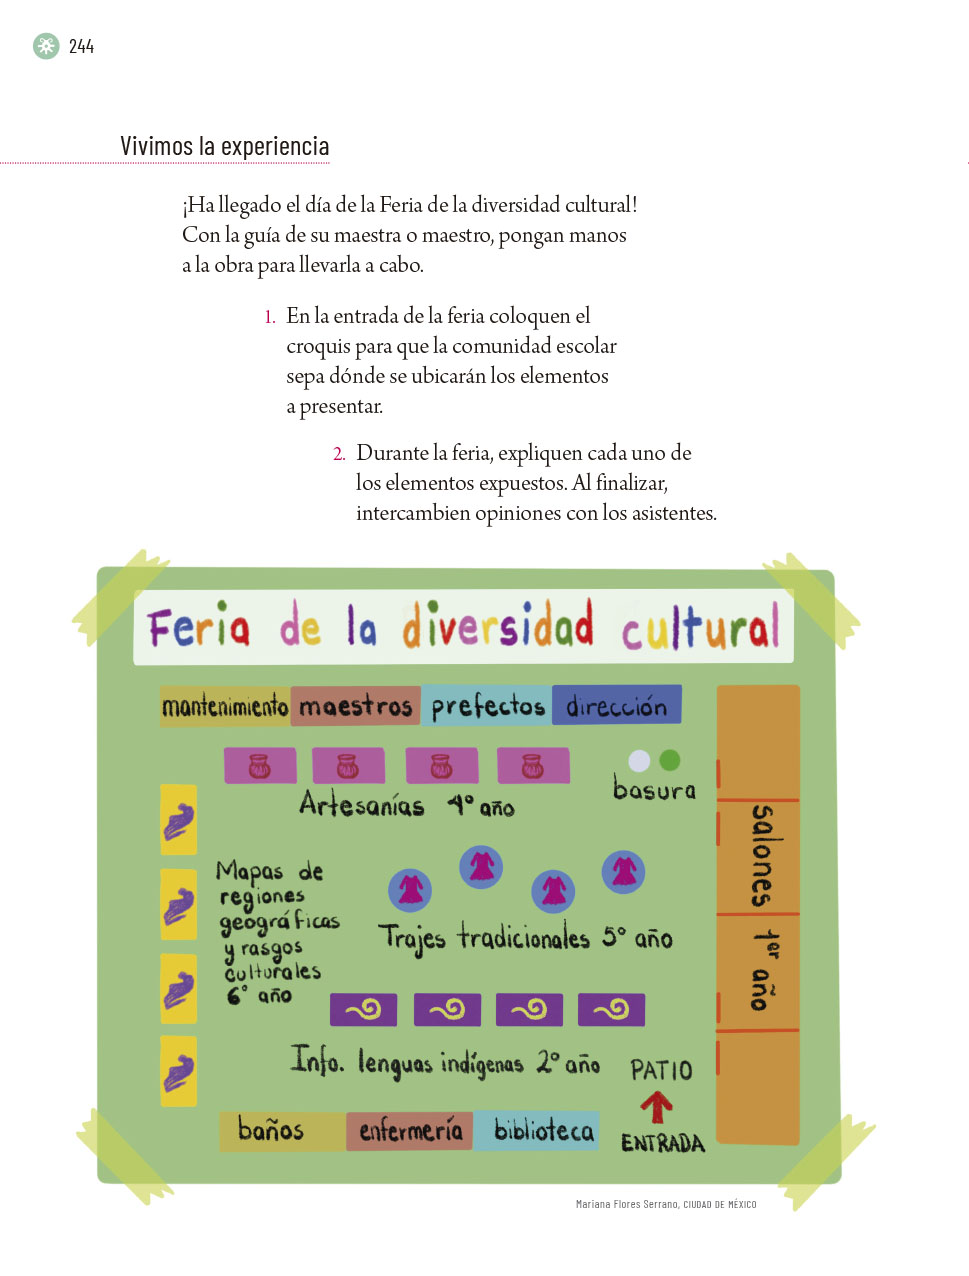 244
Vivimos la experiencia
¡Ha llegado el día de la Feria de la diversidad cultural!
Con la guía de su maestra o maestro, pongan manos
a la obra para llevarla a cabo.
1. En la entrada de la feria coloquen el
croquis para que la comunidad escolar
sepa dónde se ubicarán los elementos
a presentar.
2. Durante la feria, expliquen cada uno de
los elementos expuestos. Al finalizar,
intercambien opiniones con los asistentes.
Feria de la diversidad cultural
mantenimiento maestros prefectos dirección
basura
Artesanías 4° año
salones 1er año
Mapas de
regiones
geográficas
y rasgos
culturales
6° año
Trajes tradicionales 5° año
Info. lenguas indígenas 2° año
PATIO
ENTRADA
baños enfermería biblioteca
Mariana Flores Serrano, CIUDAD DE MÉXICO